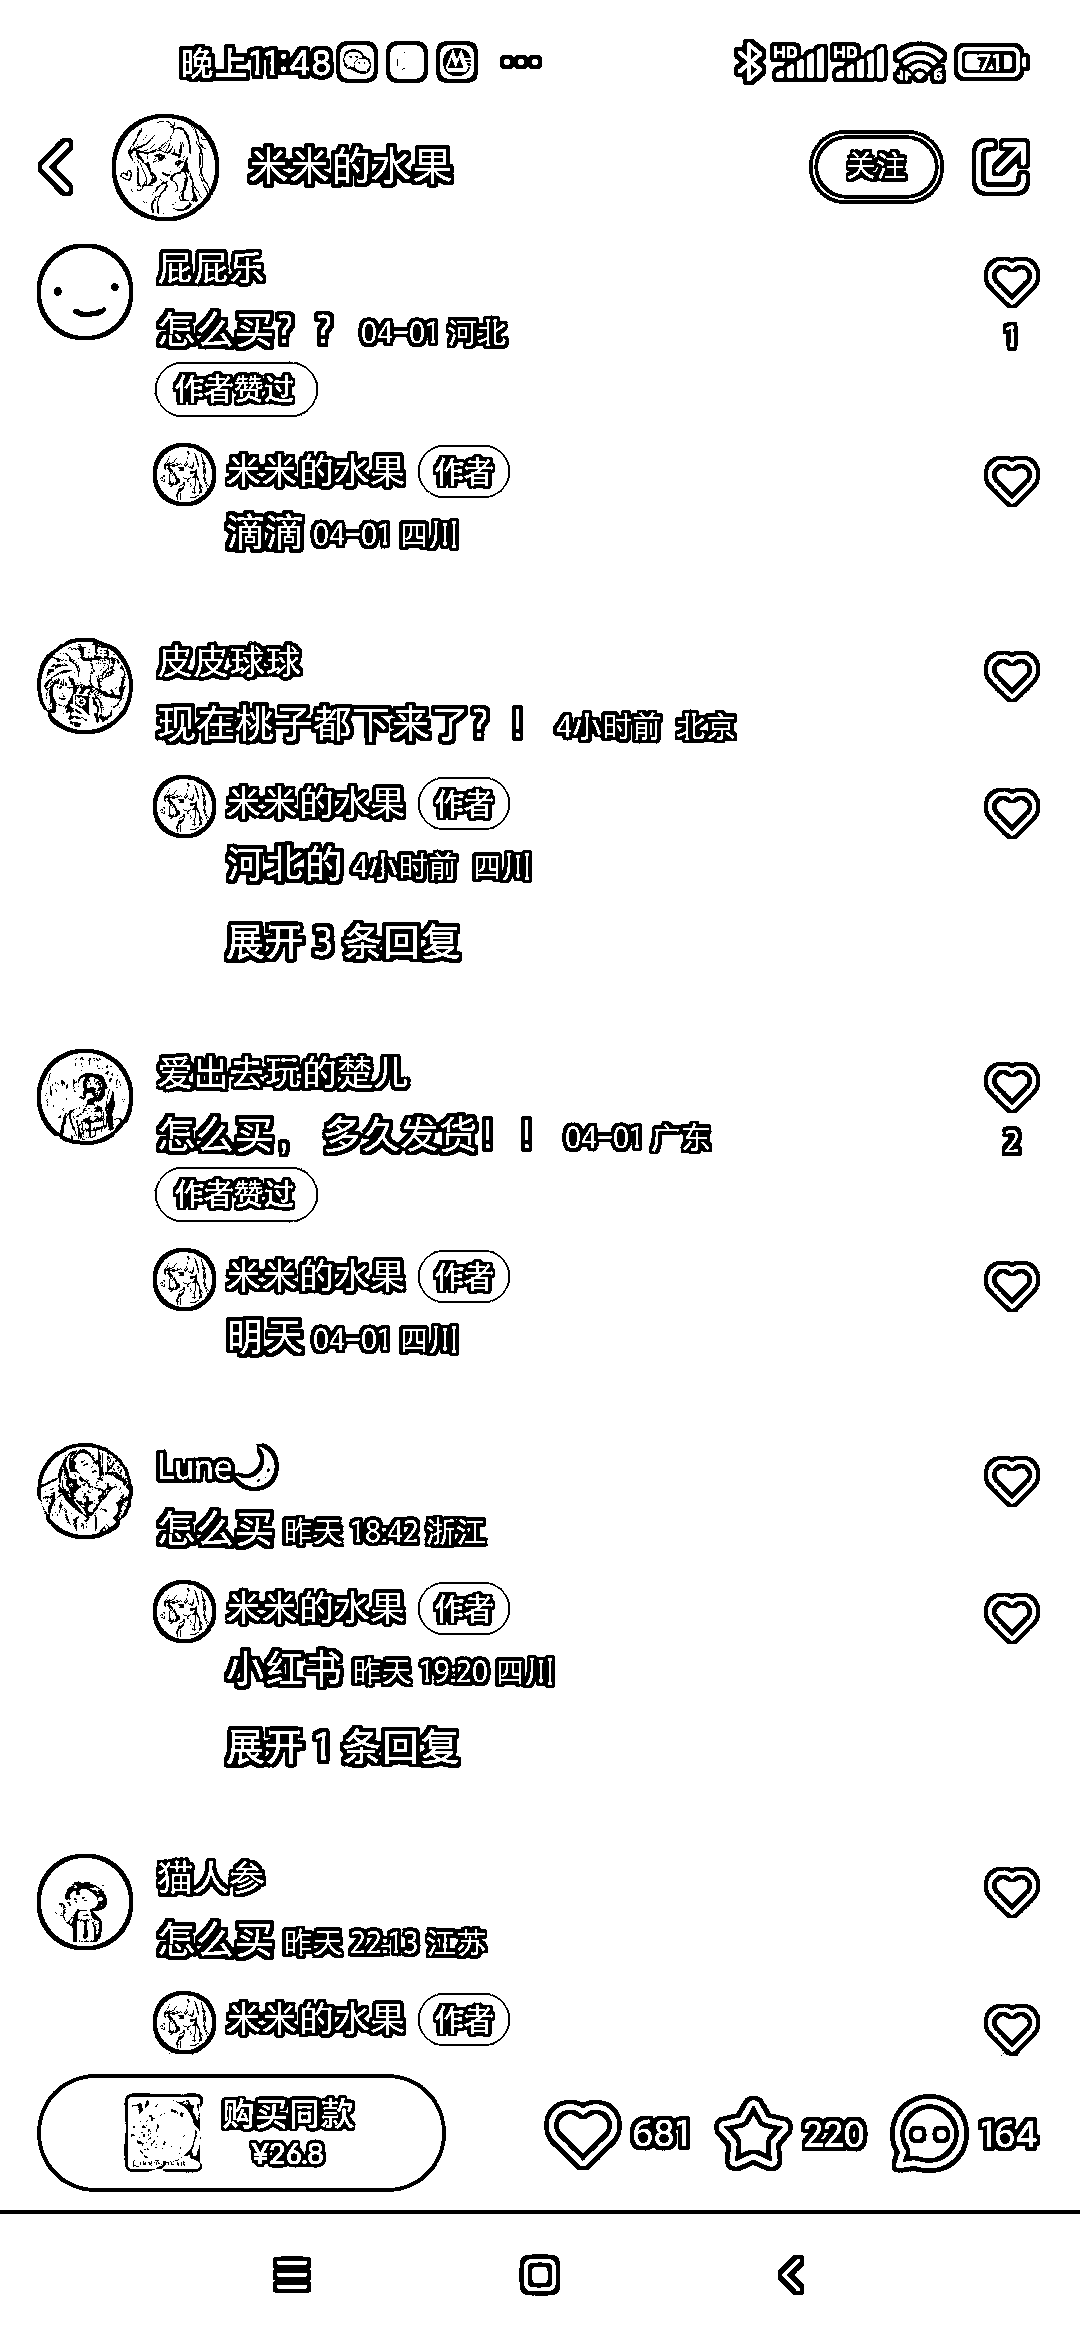 晚上11:48
HD HD 6 71
米米的水果
关注
屁屁乐
怎么买？？ 04-01 河北
1
作者赞过
米米的水果 作者
滴滴 04-01 四川
皮皮球球
现在桃子都下来了？！ 4小时前 北京
米米的水果 作者
河北的 4小时前 四川
展开 3 条回复
爱出去玩的楚儿
怎么买，多久发货！！ 04-01 广东
2
作者赞过
米米的水果 作者
明天 04-01 四川
Lune
怎么买 昨天 18:42 浙江
米米的水果 作者
小红书 昨天 19:20 四川
展开 1 条回复
猫人参
怎么买 昨天 22:13 江苏
米米的水果 作者
购买同款
¥26.8
681 220 164